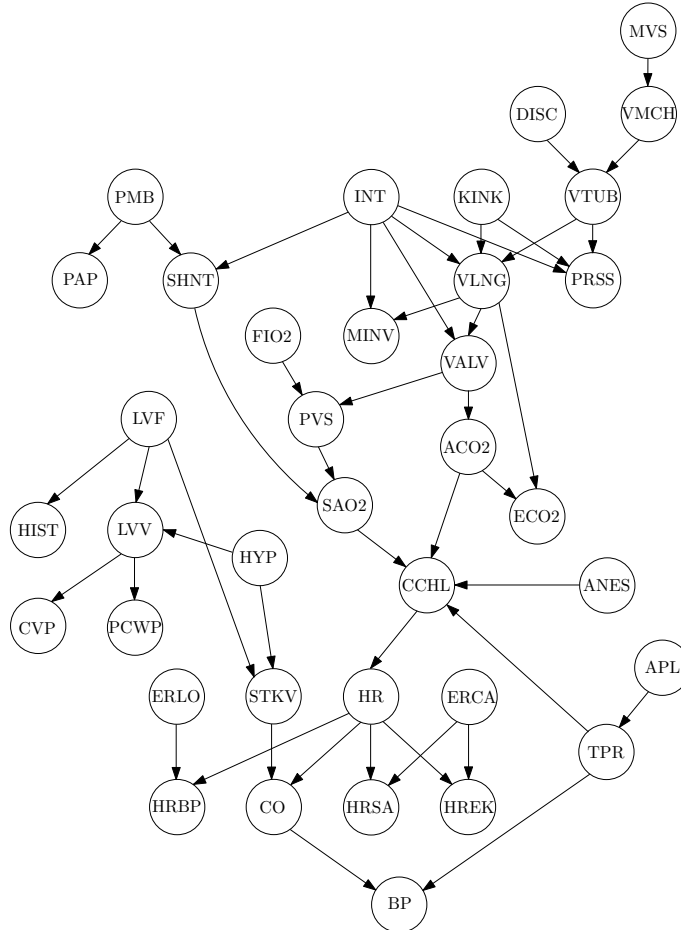 MVS
DISC
VMCH
PMB
INT
KINK
VTUB
PAP
SHNT
VLNG
PRSS
FIO2
MINV
VALV
LVF
PVS
ACO2
SAO2
ECO2
HIST
LVV
HYP
CCHL
ANES
CVP
PCWP
APL
ERLO
STKV
HR
ERCA
TPR
HRBP
CO
HRSA
HREK
BP